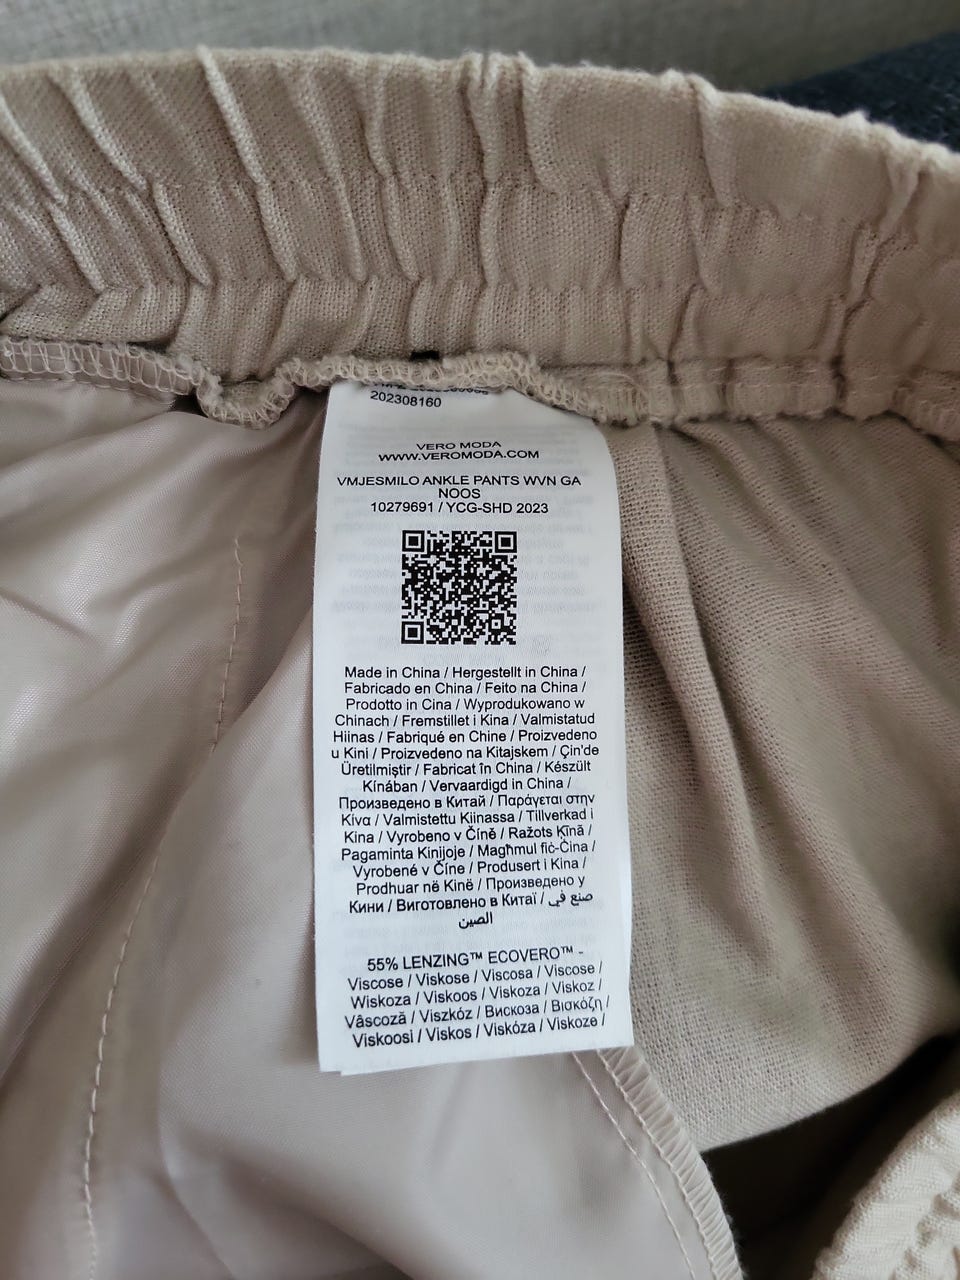 202308160
VERO MODA
WWW.VEROMODA.COM
VMJESMILO ANKLE PANTS WVN GA
NOOS
10279691 / YCG-SHD 2023
Made in China / Hergestellt in China /
Fabricado en China / Feito na China /
Prodotto in Cina / Wyprodukowano w
Chinach / Fremstillet i Kina / Valmistatud
Hiinas / Fabriqué en Chine / Proizvedeno
u Kini / Proizvedeno na Kitajskem / Çin'de
Üretilmiştir / Fabricat în China / Készült
Kínában / Vervaardigd in China /
Произведено в Китай / Παράγεται στην
Κίνα / Valmistettu Kiinassa / Tillverkad i
Kina / Vyrobeno v Číně / Ražots Ķīnā /
Pagaminta Kinijoje / Magħmul fiċ-Ċina /
Vyrobené v Číne / Produsert i Kina /
Prodhuar në Kinë / Произведено у
Кини / Виготовлено в Китаї / صنع في
الصين
55% LENZING™ ECOVERO™ -
Viscose / Viskose / Viscosa / Viscose /
Wiskoza / Viskoos / Viskoza / Viskoz /
Vâscoză / Viszkóz / Вискоза / Βισκόζη /
Viskoosi / Viskos / Viskóza / Viskoze /